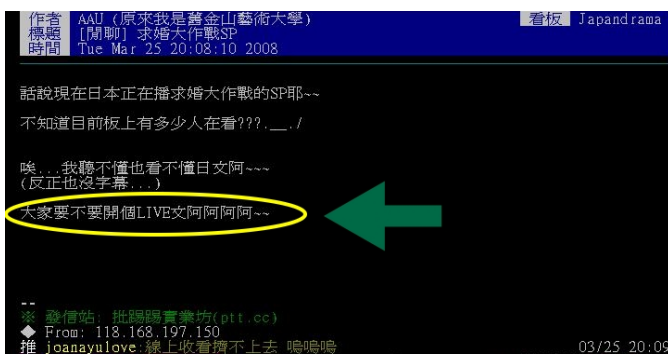 作者 AAU (原來我是舊金山藝術大學) 看板 Japandrama
標題 [閒聊] 求婚大作戰SP
時間 Tue Mar 25 20:08:10 2008
話說現在日本正在播求婚大作戰的SP耶~~
不知道目前板上有多少人在看???.__./
唉...我聽不懂也看不懂日文阿~~~
(反正也沒字幕...)
大家要不要開個LIVE文阿阿阿阿~~
--
※ 發信站: 批踢踢實業坊(ptt.cc)
◆ From: 118.168.197.150
推 joanayulove:線上收看擠不上去 嗚嗚嗚 03/25 20:09